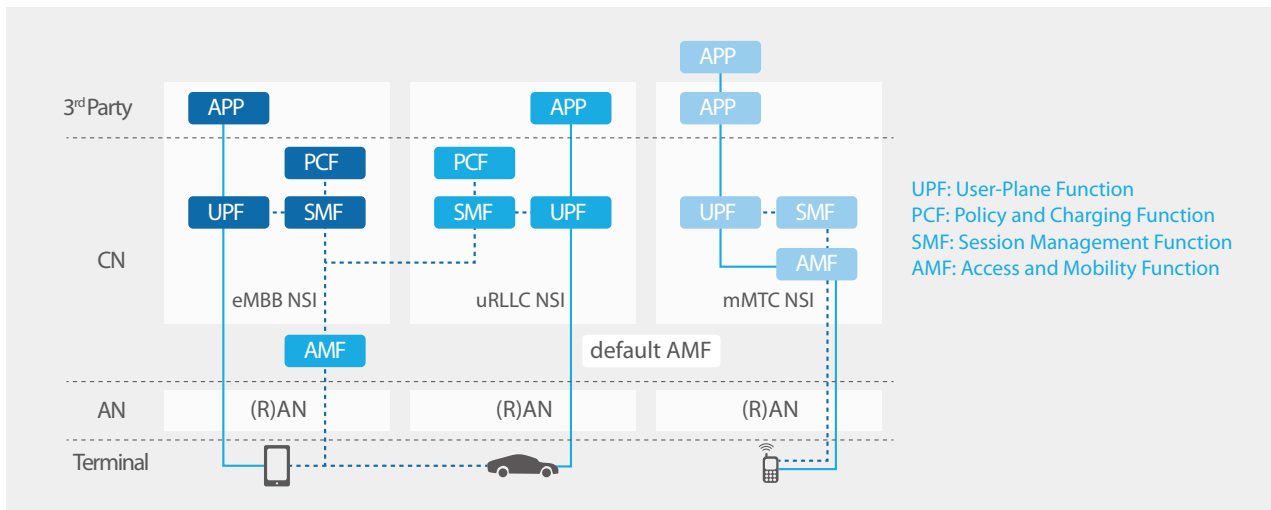 APP
3rd Party
APP
APP
APP
PCF
PCF
UPF
SMF
SMF
UPF
UPF
SMF
UPF: User-Plane Function
PCF: Policy and Charging Function
SMF: Session Management Function
AMF: Access and Mobility Function
CN
AMF
eMBB NSI
uRLLC NSI
mMTC NSI
AMF
default AMF
AN
(R)AN
(R)AN
(R)AN
Terminal